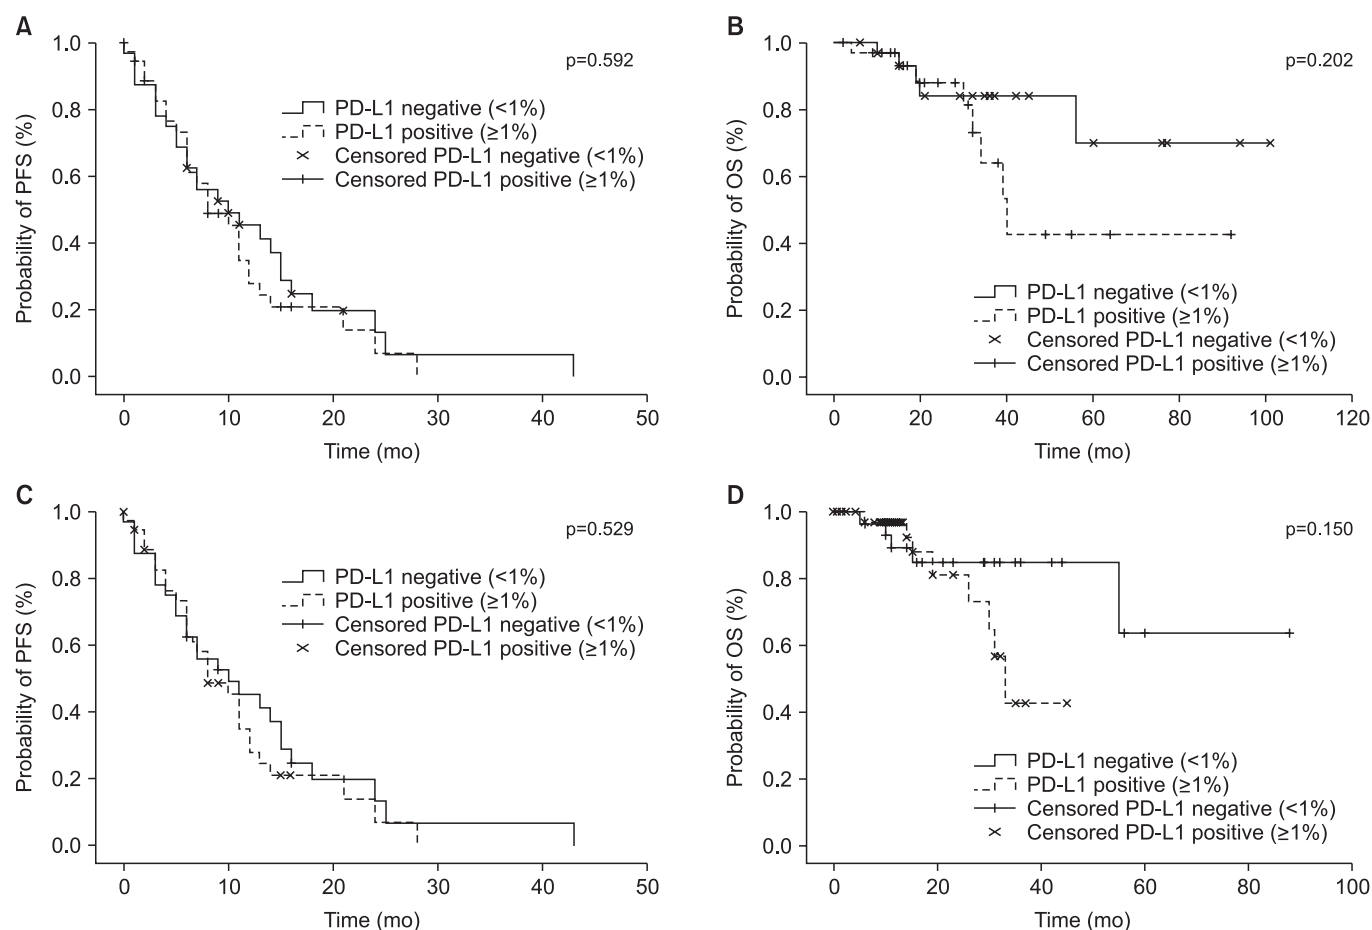 A
p=0.592
PD-L1 negative (<1%)
PD-L1 positive (≥1%)
Censored PD-L1 negative (<1%)
Censored PD-L1 positive (≥1%)
Probability of PFS (%)
1.0
0.8
0.6
0.4
0.2
0.0
0 10 20 30 40 50
Time (mo)
B
p=0.202
PD-L1 negative (<1%)
PD-L1 positive (≥1%)
Censored PD-L1 negative (<1%)
Censored PD-L1 positive (≥1%)
Probability of OS (%)
1.0
0.8
0.6
0.4
0.2
0.0
0 20 40 60 80 100 120
Time (mo)
C
p=0.529
PD-L1 negative (<1%)
PD-L1 positive (≥1%)
Censored PD-L1 negative (<1%)
Censored PD-L1 positive (≥1%)
Probability of PFS (%)
1.0
0.8
0.6
0.4
0.2
0.0
0 10 20 30 40 50
Time (mo)
D
p=0.150
PD-L1 negative (<1%)
PD-L1 positive (≥1%)
Censored PD-L1 negative (<1%)
Censored PD-L1 positive (≥1%)
Probability of OS (%)
1.0
0.8
0.6
0.4
0.2
0.0
0 20 40 60 80 100
Time (mo)